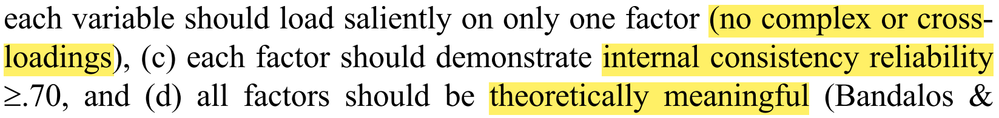 each variable should load saliently on only one factor (no complex or cross-
loadings), (c) each factor should demonstrate internal consistency reliability
≥.70, and (d) all factors should be theoretically meaningful (Bandalos &